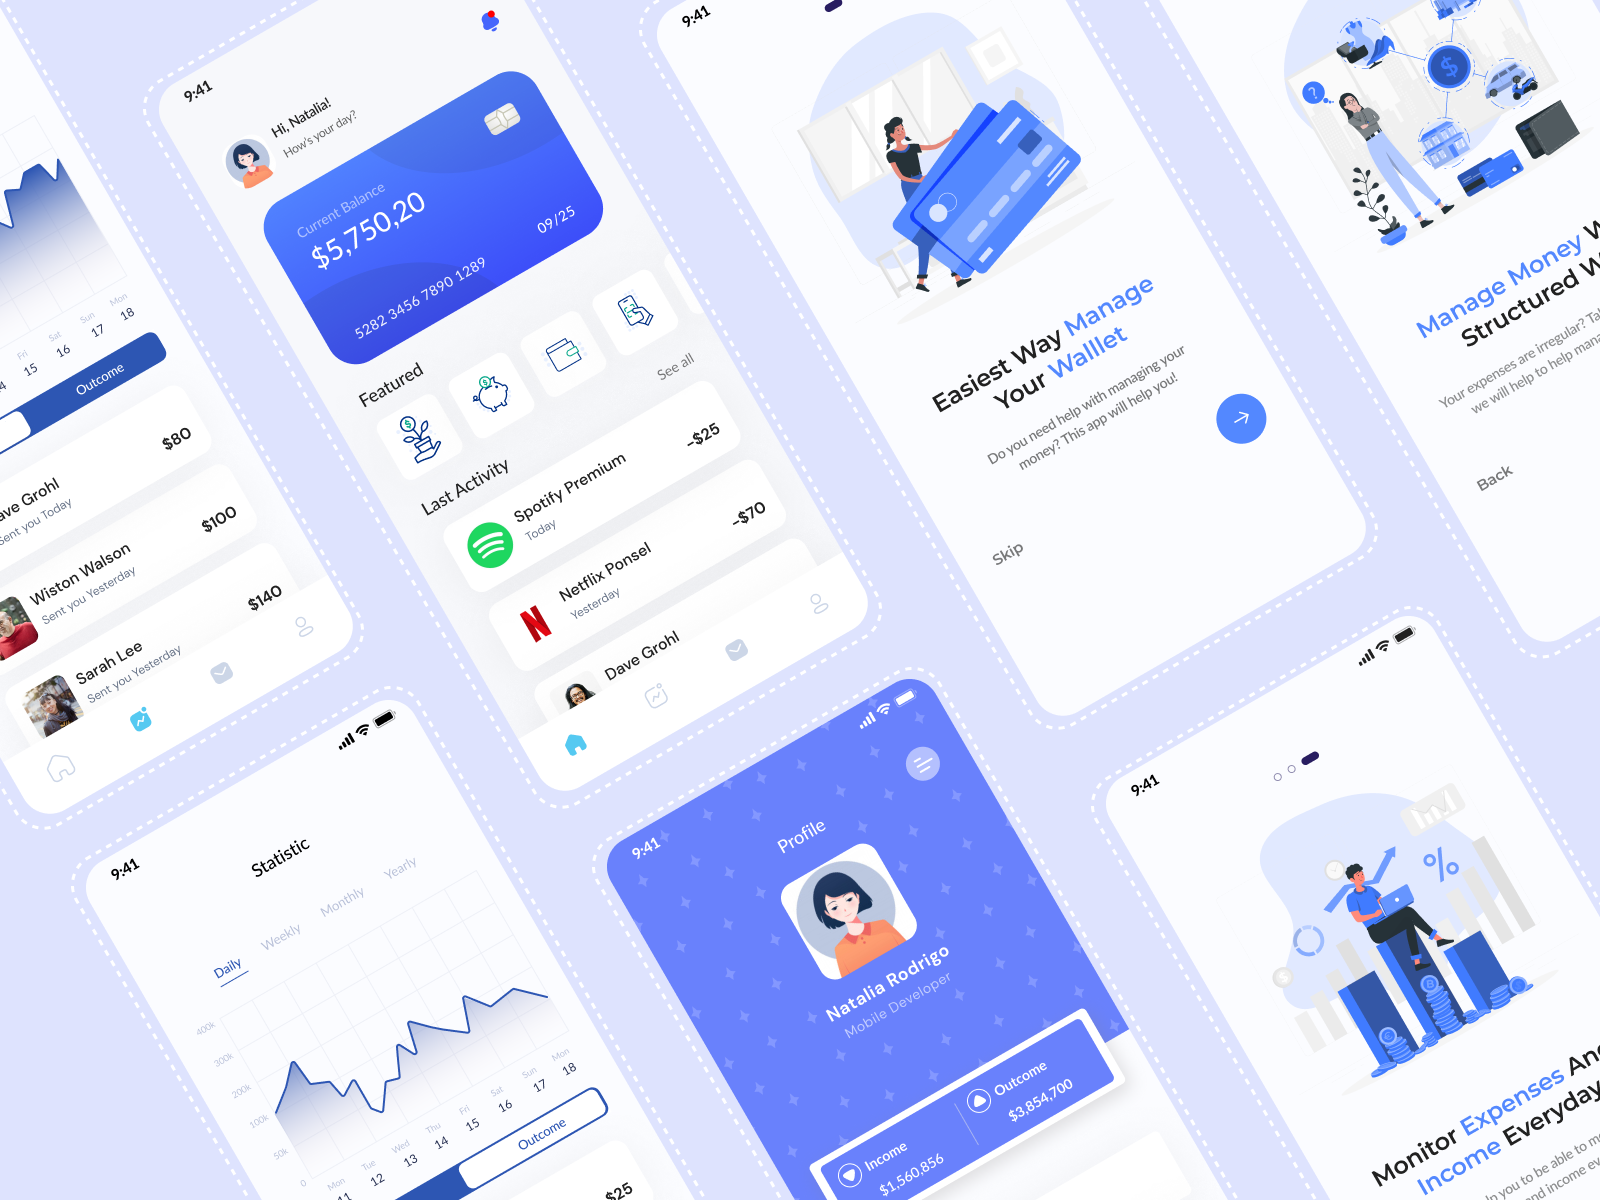 Mon
Sun
Sat
Fri
18
17
16
15
Outcome
$80
ave Grohl
Sent you Today
$100
Wiston Walson
Sent you Yesterday
$140
Sarah Lee
Sent you Yesterday
9:41
Hi, Natalia!
How's your day?
Current Balance
$5,750,20
5282 3456 7890 1289
09/25
Featured
See all
Last Activity
Spotify Premium
Today
-$25
Netflix Ponsel
Yesterday
-$70
Dave Grohl
9:41
Easiest Way Manage
Your Walllet
Do you need help with managing your
money? This app will help you!
Skip
$
?
Manage Money
Structured
Your expenses are irregular?
we will help to help
Back
9:41
Statistic
Daily
Weekly
Monthly
Yearly
400k
300k
200k
100k
50k
0
Mon
Tue
Wed
Thu
Fri
Sat
Sun
Mon
11
12
13
14
15
16
17
18
Outcome
$25
9:41
Profile
Natalia Rodrigo
Mobile Developer
Income
$1,560,856
Outcome
$3,854,700
9:41
%
Monitor Expenses And
Income Everyday
you to be able to
and income